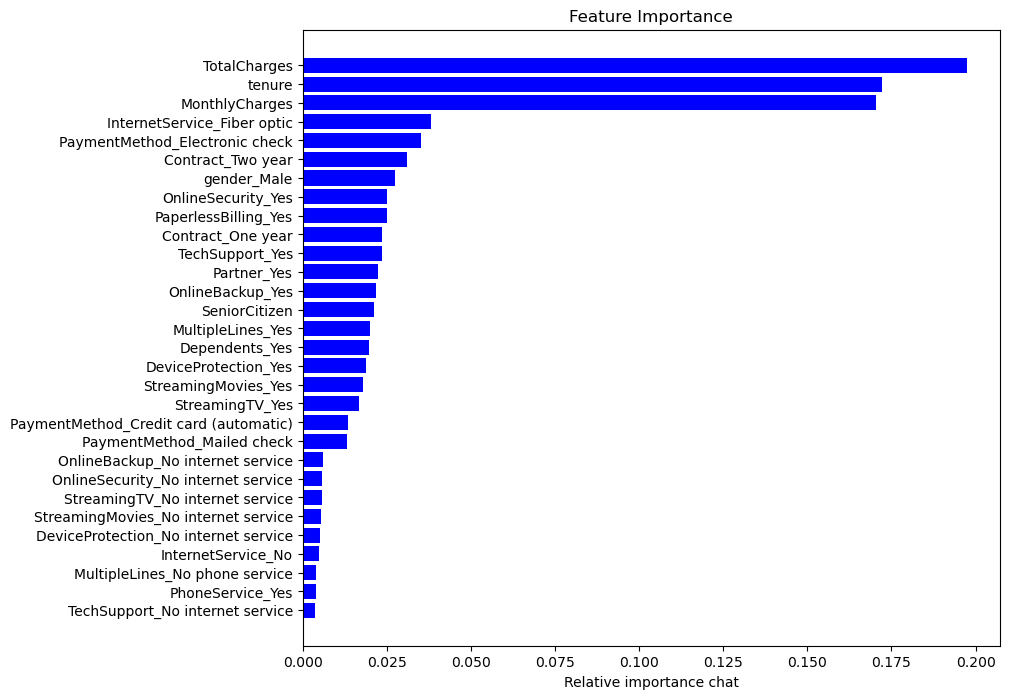 Feature Importance
TotalCharges
tenure
MonthlyCharges
InternetService_Fiber optic
PaymentMethod_Electronic check
Contract_Two year
gender_Male
OnlineSecurity_Yes
PaperlessBilling_Yes
Contract_One year
TechSupport_Yes
Partner_Yes
OnlineBackup_Yes
SeniorCitizen
MultipleLines_Yes
Dependents_Yes
DeviceProtection_Yes
StreamingMovies_Yes
StreamingTV_Yes
PaymentMethod_Credit card (automatic)
PaymentMethod_Mailed check
OnlineBackup_No internet service
OnlineSecurity_No internet service
StreamingTV_No internet service
StreamingMovies_No internet service
DeviceProtection_No internet service
InternetService_No
MultipleLines_No phone service
PhoneService_Yes
TechSupport_No internet service
0.000 0.025 0.050 0.075 0.100 0.125 0.150 0.175 0.200
Relative importance chat